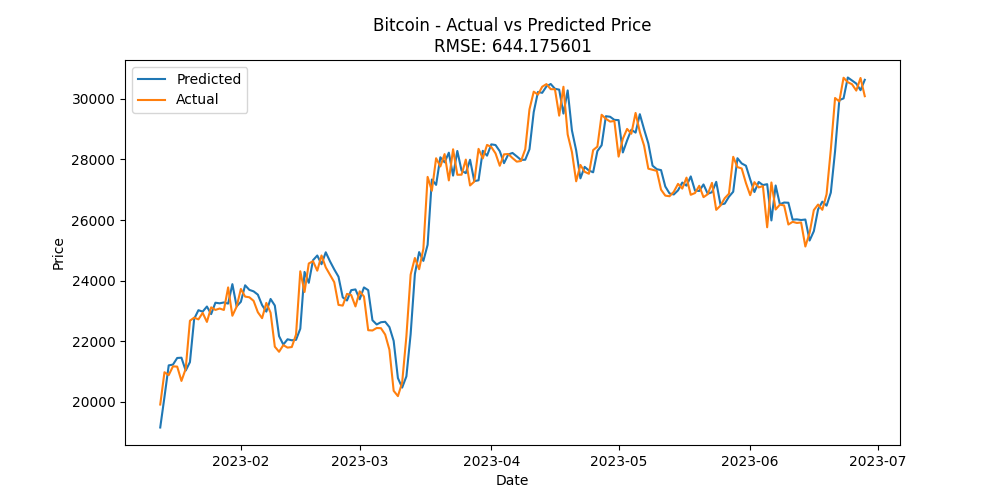 Bitcoin - Actual vs Predicted Price
RMSE: 644.175601
Predicted
Actual
Price
30000
28000
26000
24000
22000
20000
2023-02
2023-03
2023-04
2023-05
2023-06
2023-07
Date